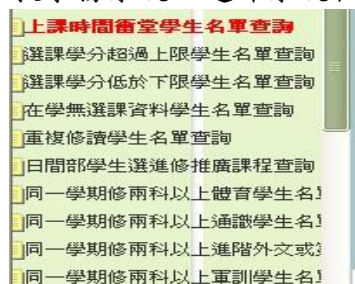 上課時間衝堂學生名單查詢
選課學分超過上限學生名單查詢
選課學分低於下限學生名單查詢
在學無選課資料學生名單查詢
重複修讀學生名單查詢
日間部學生選進修推廣課程查詢
同一學期修兩科以上體育學生名
同一學期修兩科以上通識學生名
同一學期修兩科以上進階外文或
同一學期修兩科以上軍訓學生名